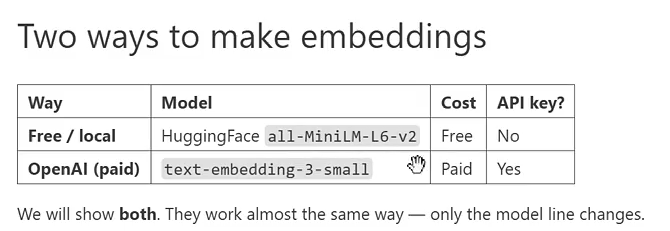 Two ways to make embeddings
Way Model Cost API key?
Free / local HuggingFace all-MiniLM-L6-v2 Free No
OpenAI (paid) text-embedding-3-small Paid Yes
We will show both. They work almost the same way — only the model line changes.